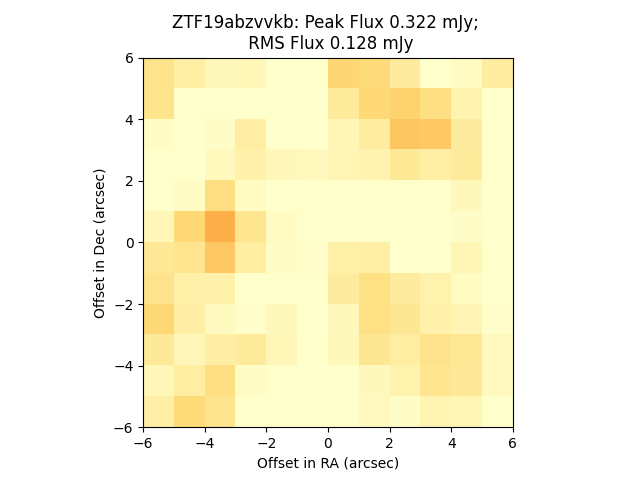 ZTF19abzvvkb: Peak Flux 0.322 mJy;
RMS Flux 0.128 mJy
6
4
2
0
−2
−4
−6
Offset in Dec (arcsec)
−6 −4 −2 0 2 4 6
Offset in RA (arcsec)